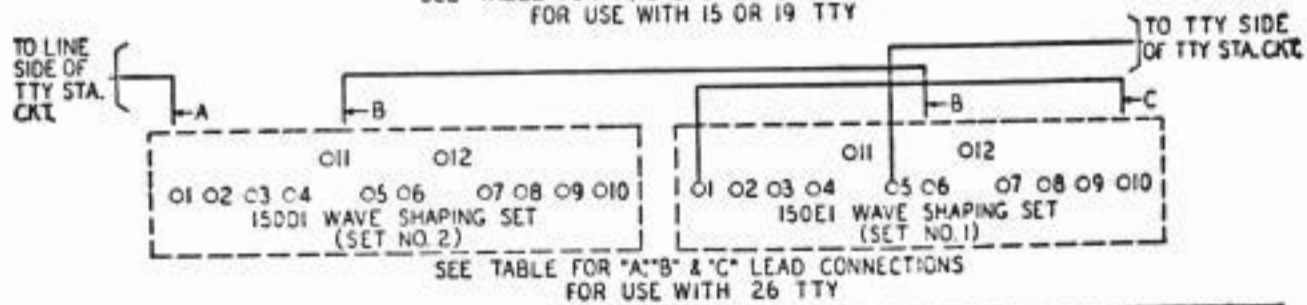 FOR USE WITH 15 OR 19 TTY
TO LINE
SIDE OF
TTY STA.
CKT.
TO TTY SIDE
OF TTY STA. CKT.
A
B
B
C
O11 O12
O1 O2 O3 O4 O5 O6 O7 O8 O9 O10
150D1 WAVE SHAPING SET
(SET NO. 2)
O11 O12
O1 O2 O3 O4 O5 O6 O7 O8 O9 O10
150E1 WAVE SHAPING SET
(SET NO. 1)
SEE TABLE FOR "A","B" & "C" LEAD CONNECTIONS
FOR USE WITH 26 TTY